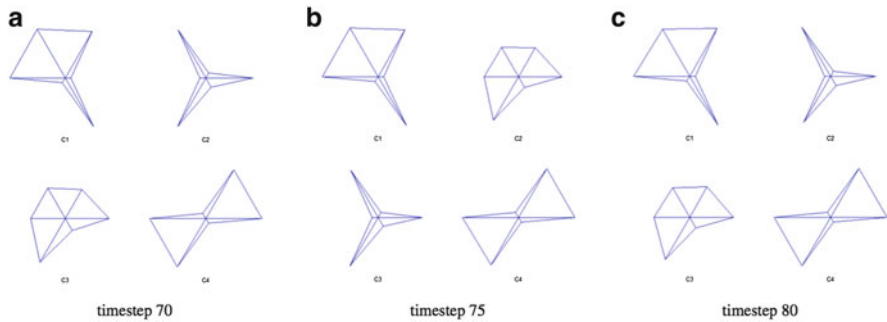 a b c
C1 C2 C1 C2 C1 C2
C3 C4 C3 C4 C3 C4
timestep 70 timestep 75 timestep 80